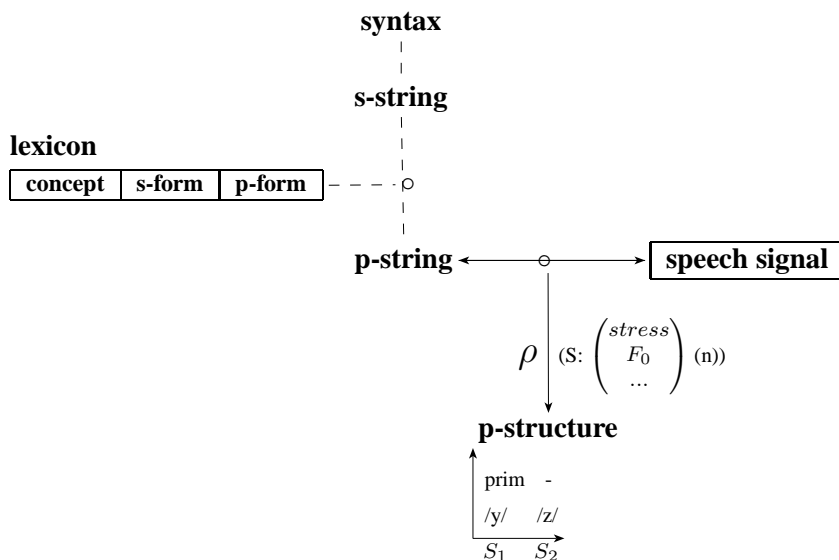 syntax
s-string
lexicon
concept s-form p-form
p-string speech signal
stress
ρ (S: ( F₀ ) (n))
...
p-structure
prim -
/y/ /z/
S₁ S₂